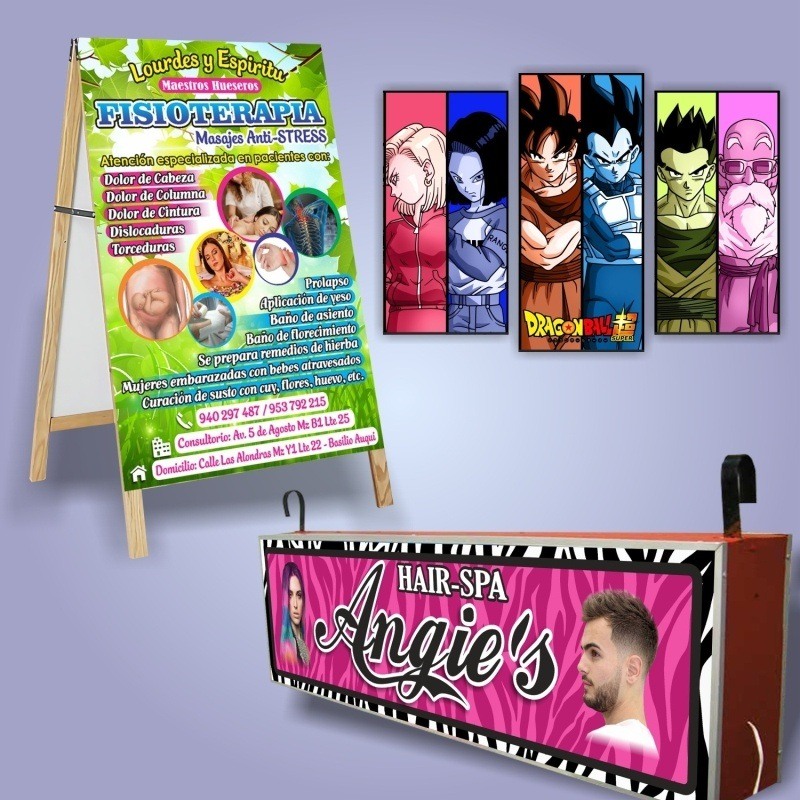 Lourdes y Espíritu
Maestros Hueseros
FISIOTERAPIA
Masajes Anti-STRESS
Atención especializada en pacientes con:
Dolor de Cabeza
Dolor de Columna
Dolor de Cintura
Dislocaduras
Torceduras
Prolapso
Aplicación de yeso
Baño de asiento
Baño de florecimiento
Se prepara remedios de hierba
Mujeres embarazadas con bebes atravesados
Curación de susto con cuy, flores, huevo, etc.
940 297 487 / 953 792 215
Consultorio: Av. 5 de Agosto Mz B1 Lte 25
Domicilio: Calle Las Alondras Mz Y1 Lte 22 - Basilio Auqui
RANG
DRAGONBALL 超
SUPER
HAIR-SPA
Angie's